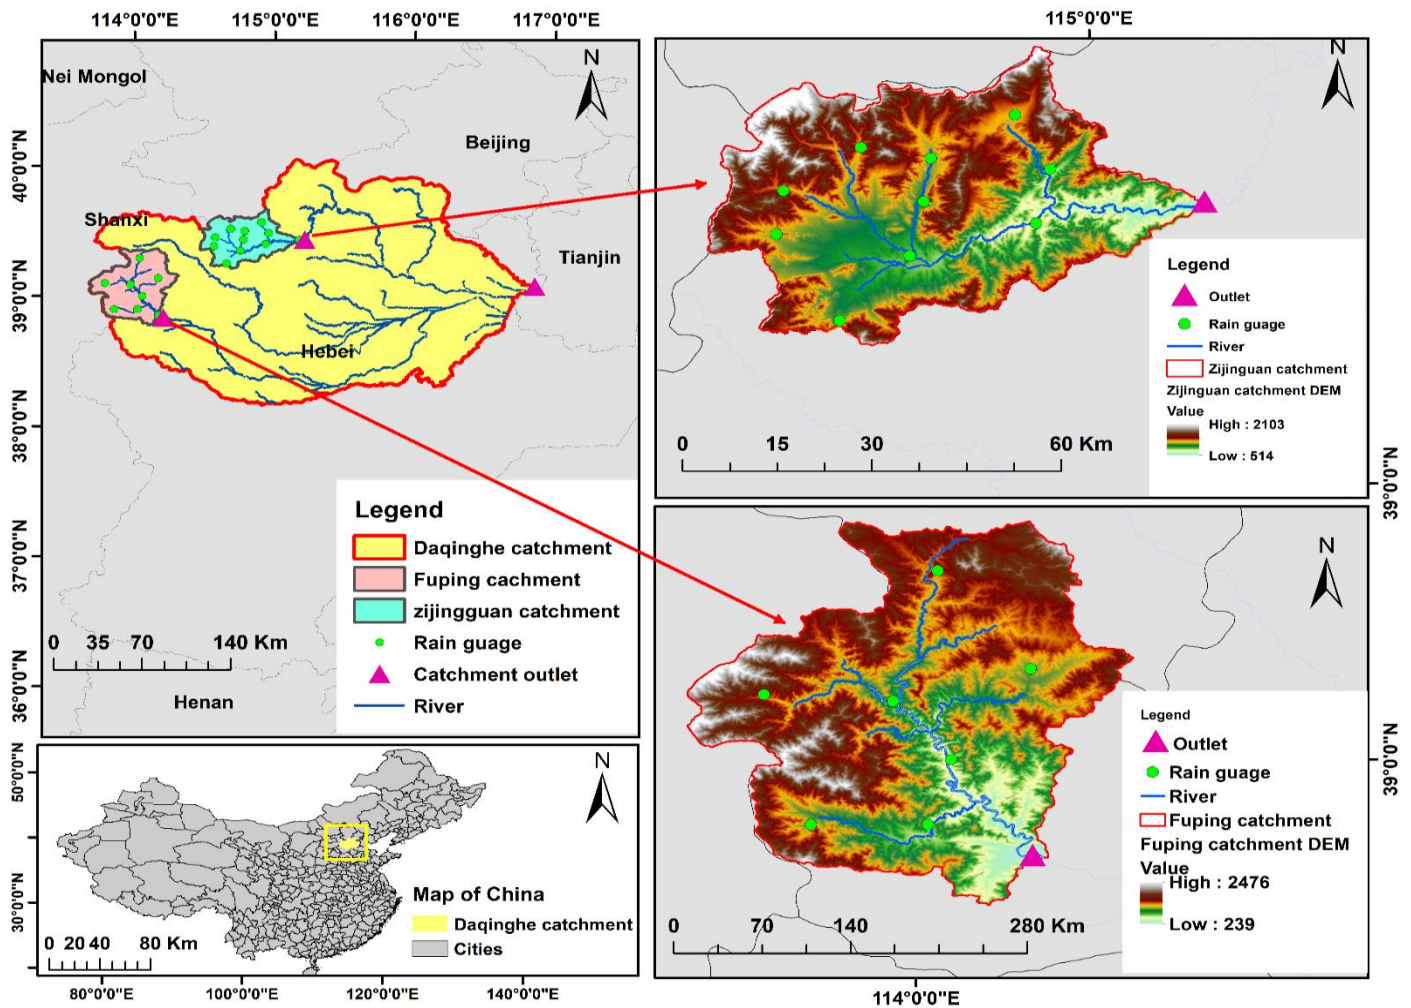 114°0'0"E 115°0'0"E 116°0'0"E 117°0'0"E
N
Nei Mongol
Beijing
Shanxi
Tianjin
Hebei
Henan
40°0'0"N
39°0'0"N
38°0'0"N
37°0'0"N
36°0'0"N
Legend
Daqinghe catchment
Fuping cachment
zijingguan catchment
Rain guage
Catchment outlet
River
0 35 70 140 Km
115°0'0"E
N
Legend
Outlet
Rain guage
River
Zijinguan catchment
Zijinguan catchment DEM
Value
High : 2103
Low : 514
0 15 30 60 Km
39°0'0"N
N
Legend
Outlet
Rain guage
River
Fuping catchment
Fuping catchment DEM
Value
High : 2476
Low : 239
0 70 140 280 Km
39°0'0"N
114°0'0"E
50°0'0"N
30°0'0"N
N
Map of China
Daqinghe catchment
Cities
0 20 40 80 Km
80°0'0"E 100°0'0"E 120°0'0"E 140°0'0"E